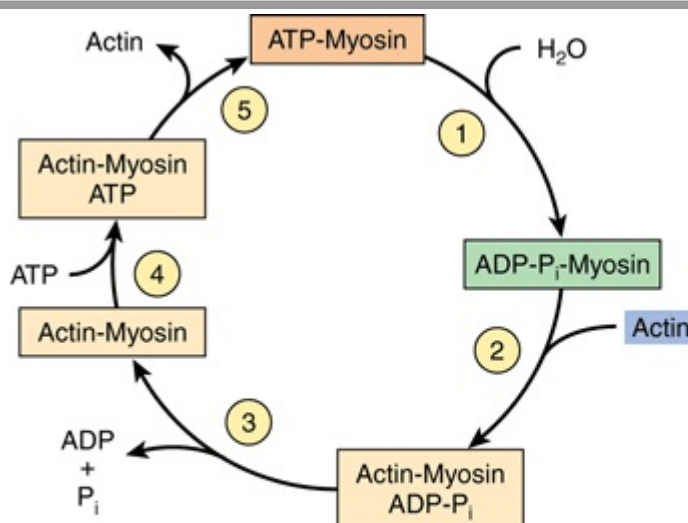 ATP-Myosin
H₂O
1
ADP-Pᵢ-Myosin
Actin
2
Actin-Myosin
ADP-Pᵢ
3
ADP
+
Pᵢ
Actin-Myosin
4
ATP
Actin-Myosin
ATP
5
Actin